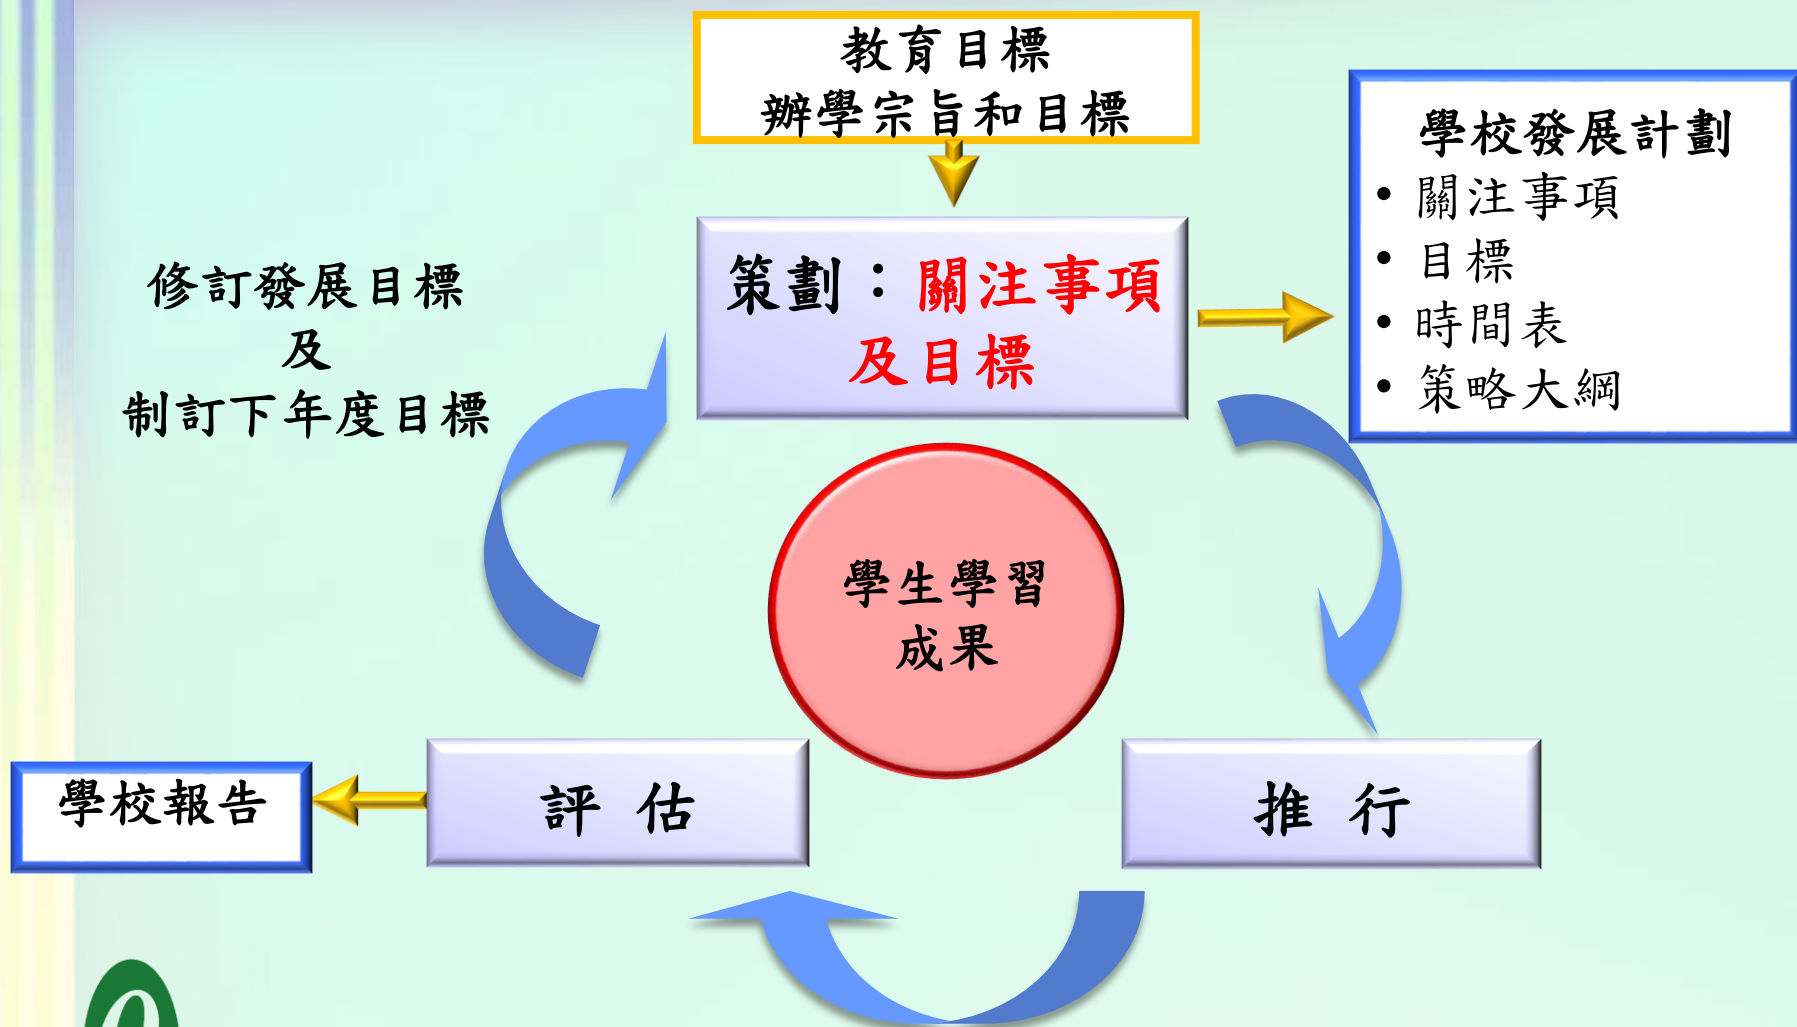 教育目標
辦學宗旨和目標
學校發展計劃
• 關注事項
• 目標
• 時間表
• 策略大綱
策劃：關注事項
及目標
修訂發展目標
及
制訂下年度目標
學生學習
成果
學校報告
評 估
推 行